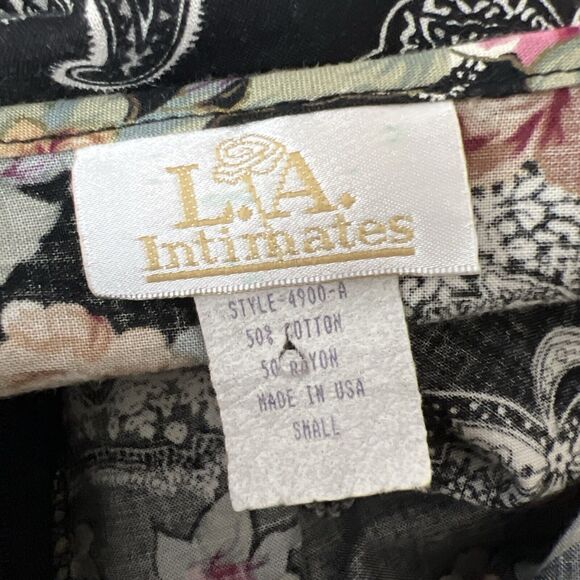 L.A.
Intimates
STYLE-4900-A
50% COTTON
50 RAYON
MADE IN USA
SMALL